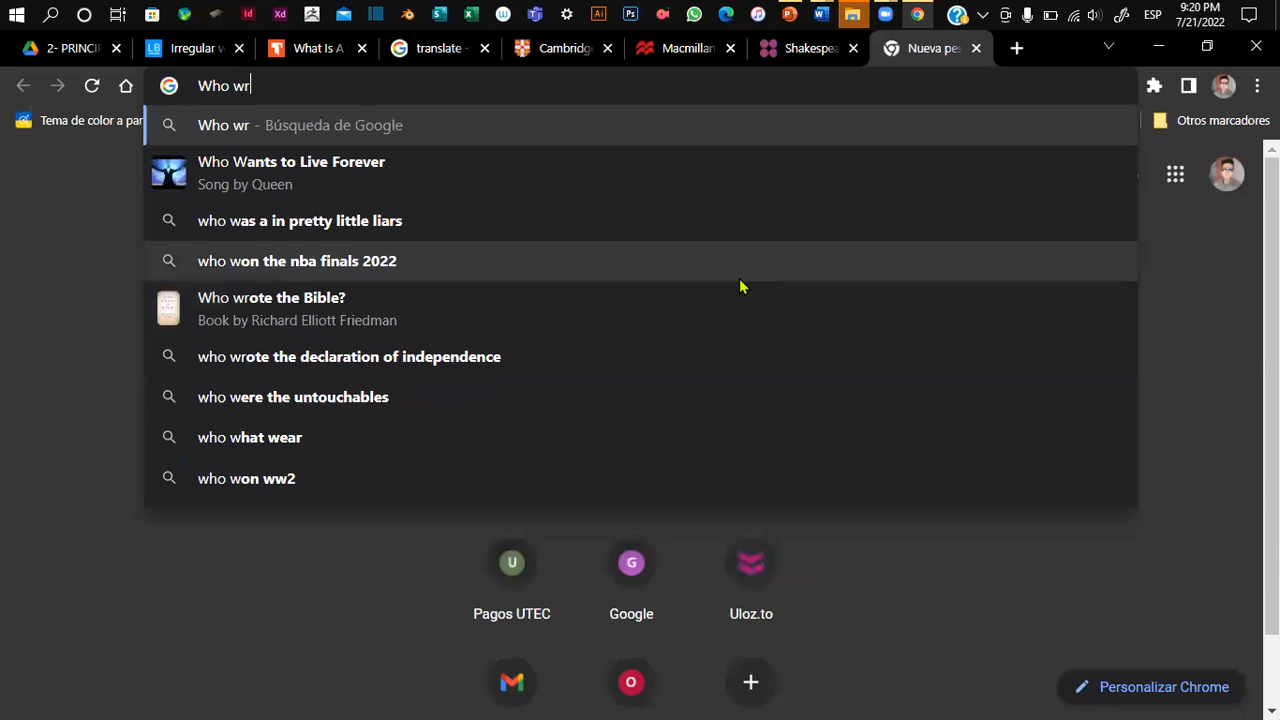 9:20 PM
ESP
7/21/2022
2- PRINCIP
Irregular v
What Is A
translate -
Cambridg
Macmillan
Shakespea
Nueva pes
Who wr
Tema de color a par
Otros marcadores
Who wr - Búsqueda de Google
Who Wants to Live Forever
Song by Queen
who was a in pretty little liars
who won the nba finals 2022
Who wrote the Bible?
Book by Richard Elliott Friedman
who wrote the declaration of independence
who were the untouchables
who what wear
who won ww2
U
G
Pagos UTEC
Google
Uloz.to
O
Personalizar Chrome